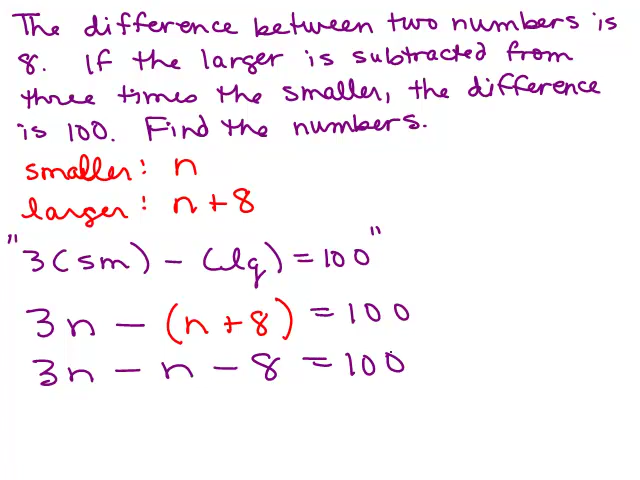 The difference between two numbers is
8. If the larger is subtracted from
three times the smaller, the difference
is 100. Find the numbers.
smaller: n
larger: n + 8
"3(sm) - (lg) = 100"
3n - (n + 8) = 100
3n - n - 8 = 100